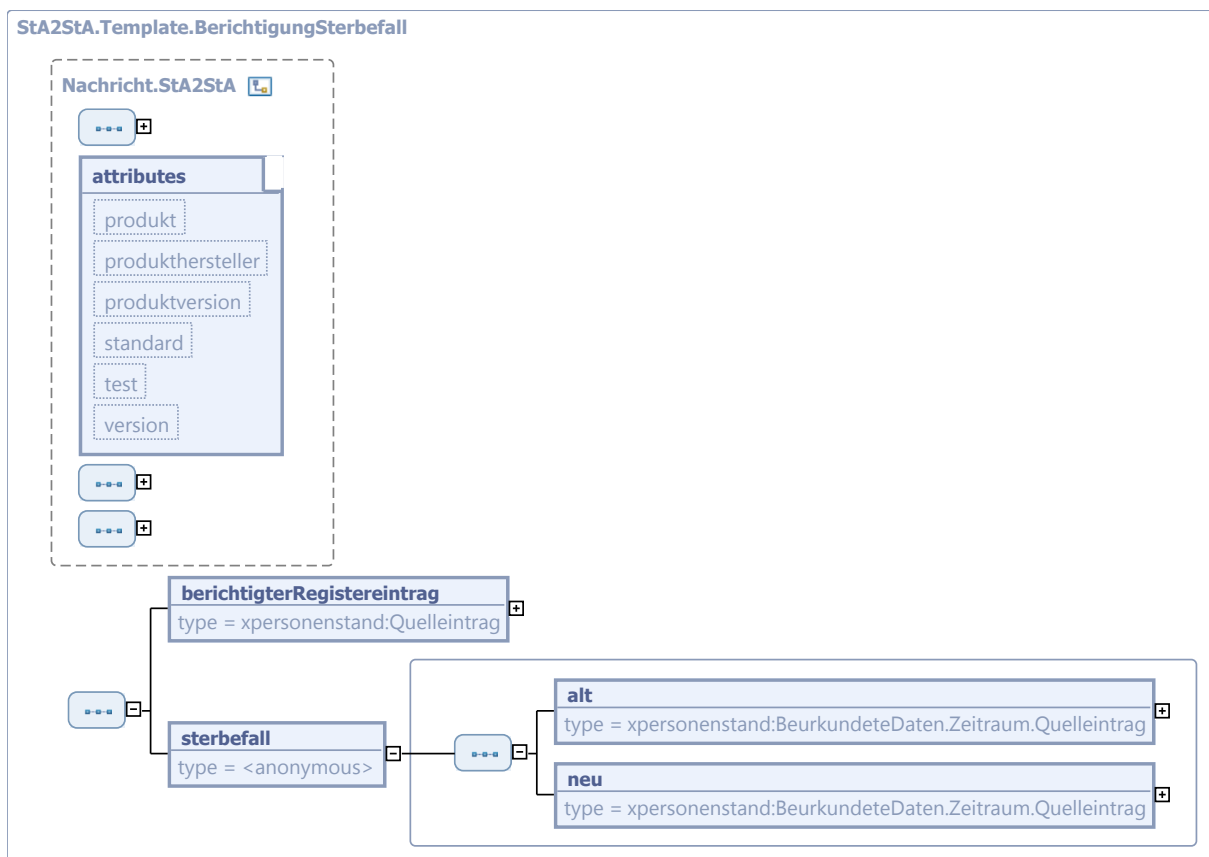 StA2StA.Template.BerichtigungSterbefall
Nachricht.StA2StA
attributes
produkt
produkthersteller
produktversion
standard
test
version
berichtigterRegistereintrag
type = xpersonenstand:Quelleintrag
sterbefall
type = <anonymous>
alt
type = xpersonenstand:BeurkundeteDaten.Zeitraum.Quelleintrag
neu
type = xpersonenstand:BeurkundeteDaten.Zeitraum.Quelleintrag